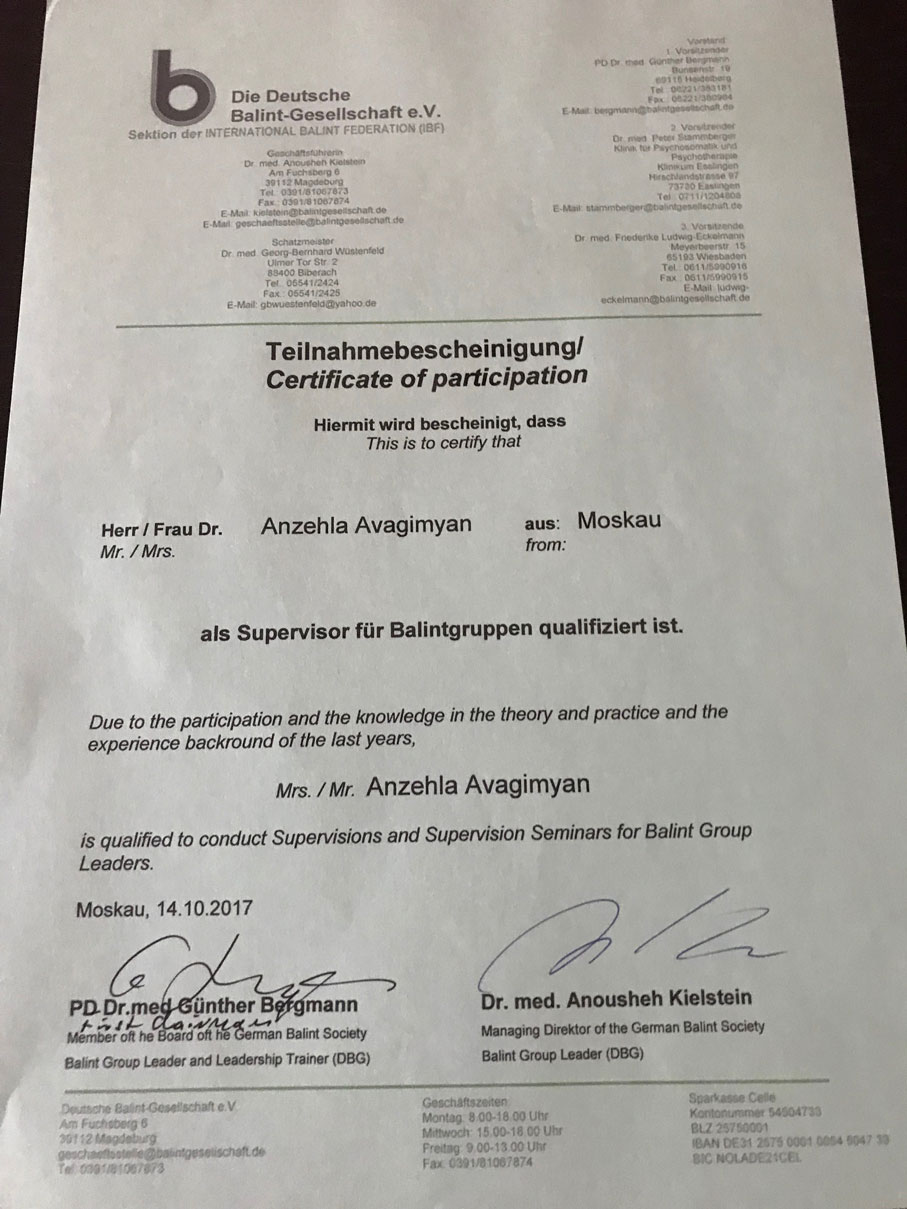 b
Die Deutsche
Balint-Gesellschaft e.V.
Sektion der INTERNATIONAL BALINT FEDERATION (IBF)
Geschäftsführerin
Dr. med. Anousheh Kielstein
Am Fuchsberg 6
39112 Magdeburg
Tel.: 0391/81067873
Fax.: 0391/81067874
E-Mail: kielstein@balintgesellschaft.de
E-Mail: geschaeftsstelle@balintgesellschaft.de
Schatzmeister
Dr. med. Georg-Bernhard Wüstenfeld
Ulmer Tor Str. 2
88400 Biberach
Tel.: 05541/2424
Fax.: 05541/2425
E-Mail: gbwuestenfeld@yahoo.de
Vorstand
1. Vorsitzender
PD Dr. med. Günther Bergmann
Bunsenstr. 19
69115 Heidelberg
Tel.:
Fax.:
E-Mail: bergmann@balintgesellschaft.de
2. Vorsitzender
Dr. med. Peter Stammberger
Klinik für Psychosomatik und
Psychotherapie
Klinikum Esslingen
Hirschlandstrasse 97
73730 Esslingen
Tel.: 0711/1204808
E-Mail: stammberger@balintgesellschaft.de
3. Vorsitzende
Dr. med. Friederike Ludwig-Eckelmann
Meyerbeerstr. 15
65193 Wiesbaden
Tel.: 0611/5990916
Fax.: 0611/5990915
E-Mail: ludwig-
eckelmann@balintgesellschaft.de
Teilnahmebescheinigung/
Certificate of participation
Hiermit wird bescheinigt, dass
This is to certify that
Herr / Frau Dr. Anzehla Avagimyan aus: Moskau
Mr. / Mrs. from:
als Supervisor für Balintgruppen qualifiziert ist.
Due to the participation and the knowledge in the theory and practice and the
experience backround of the last years,
Mrs. / Mr. Anzehla Avagimyan
is qualified to conduct Supervisions and Supervision Seminars for Balint Group
Leaders.
Moskau, 14.10.2017
PD Dr.med Günther Bergmann
Member oft he Board oft he German Balint Society
Balint Group Leader and Leadership Trainer (DBG)
Dr. med. Anousheh Kielstein
Managing Direktor of the German Balint Society
Balint Group Leader (DBG)
Deutsche Balint-Gesellschaft e.V.
Am Fuchsberg 6
39112 Magdeburg
geschaeftsstelle@balintgesellschaft.de
Tel: 0391/81067873
Geschäftszeiten
Montag: 8.00-18.00 Uhr
Mittwoch: 15.00-18.00 Uhr
Freitag: 9.00-13.00 Uhr
Fax: 0391/81067874
Sparkasse Celle
Kontonummer 54504733
BLZ 25750001
IBAN DE31 2575 0001 0054 5047 33
BIC NOLADE21CEL